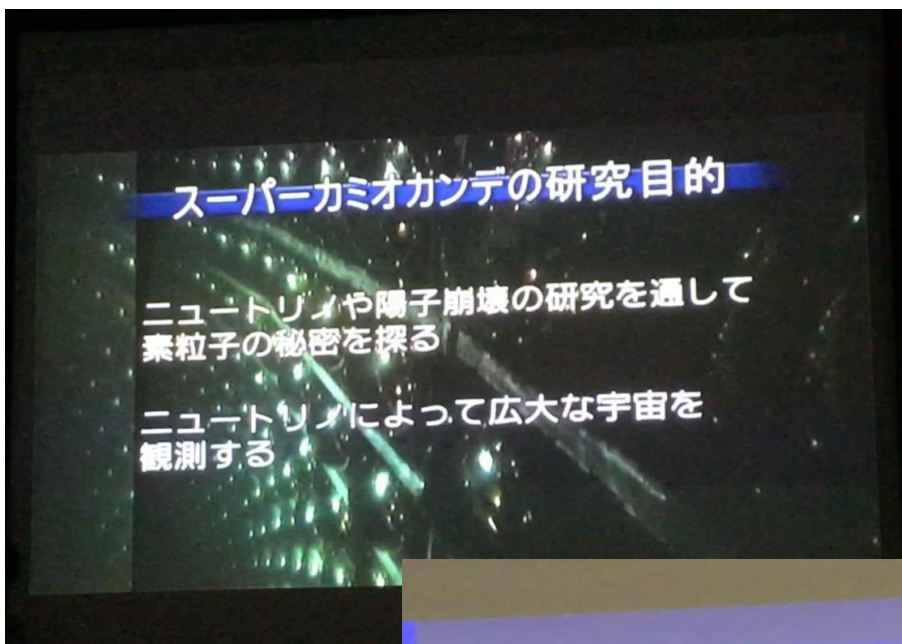 スーパーカミオカンデの研究目的
ニュートリノや陽子崩壊の研究を通して
素粒子の秘密を探る
ニュートリノによって広大な宇宙を
観測する